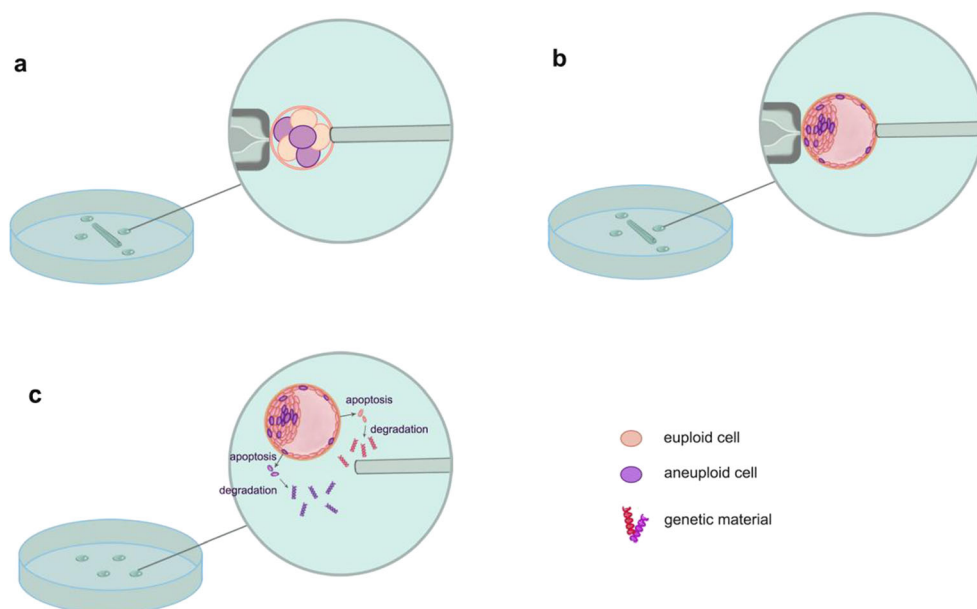 a
b
c
apoptosis
degradation
apoptosis
degradation
euploid cell
aneuploid cell
genetic material